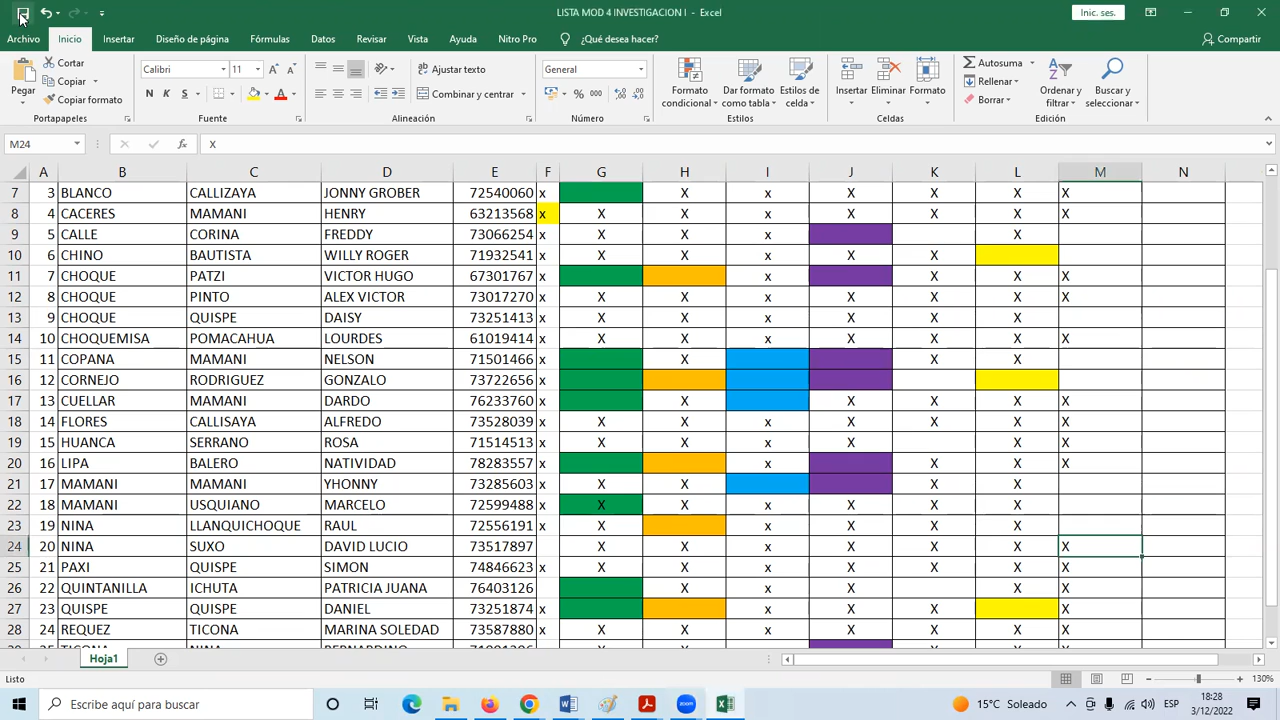 LISTA MOD 4 INVESTIGACION I - Excel
Inic. ses.
Archivo Inicio Insertar Diseño de página Fórmulas Datos Revisar Vista Ayuda Nitro Pro ¿Qué desea hacer? Compartir
Pegar
Cortar
Copiar
Copiar formato
Portapapeles
Calibri 11
N K S
Fuente
Ajustar texto
Combinar y centrar
Alineación
General
% 000
Número
Formato condicional
Dar formato como tabla
Estilos de celda
Estilos
Insertar
Eliminar
Formato
Celdas
Autosuma
Rellenar
Borrar
Ordenar y filtrar
Buscar y seleccionar
Edición
M24 fx X
A B C D E F G H I J K L M N
7 3 BLANCO CALLIZAYA JONNY GROBER 72540060 x X x X X X X
8 4 CACERES MAMANI HENRY 63213568 x X X x X X X X
9 5 CALLE CORINA FREDDY 73066254 x X X x X
10 6 CHINO BAUTISTA WILLY ROGER 71932541 x X X x X X
11 7 CHOQUE PATZI VICTOR HUGO 67301767 x x X X X
12 8 CHOQUE PINTO ALEX VICTOR 73017270 x X X x X X X X
13 9 CHOQUE QUISPE DAISY 73251413 x X X x X X X
14 10 CHOQUEMISA POMACAHUA LOURDES 61019414 x X X x X X X X
15 11 COPANA MAMANI NELSON 71501466 x X X X
16 12 CORNEJO RODRIGUEZ GONZALO 73722656 x
17 13 CUELLAR MAMANI DARDO 76233760 x X X X X X
18 14 FLORES CALLISAYA ALFREDO 73528039 x X X x X X X X
19 15 HUANCA SERRANO ROSA 71514513 x X X x X X X
20 16 LIPA BALERO NATIVIDAD 78283557 x x X X X
21 17 MAMANI MAMANI YHONNY 73285603 x X X X X
22 18 MAMANI USQUIANO MARCELO 72599488 x X X x X X X
23 19 NINA LLANQUICHOQUE RAUL 72556191 x X x X X X
24 20 NINA SUXO DAVID LUCIO 73517897 X X x X X X X
25 21 PAXI QUISPE SIMON 74846623 x X X x X X X X
26 22 QUINTANILLA ICHUTA PATRICIA JUANA 76403126 X x X X X
27 23 QUISPE QUISPE DANIEL 73251874 x x X X X
28 24 REQUEZ TICONA MARINA SOLEDAD 73587880 x X X x X X X X
Hoja1
Listo
130%
Escribe aquí para buscar
zoom
15°C Soleado
ESP
18:28
3/12/2022